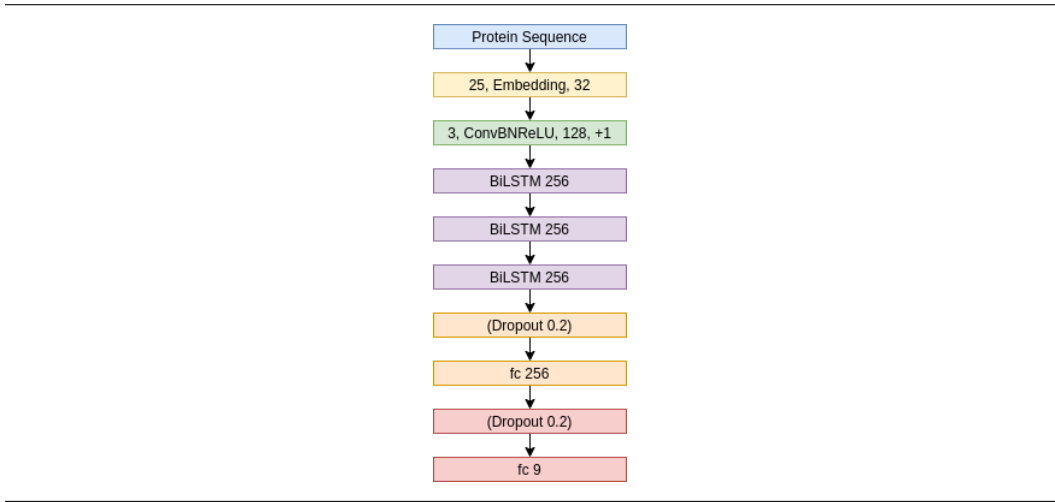 Protein Sequence
25, Embedding, 32
3, ConvBNReLU, 128, +1
BiLSTM 256
BiLSTM 256
BiLSTM 256
(Dropout 0.2)
fc 256
(Dropout 0.2)
fc 9